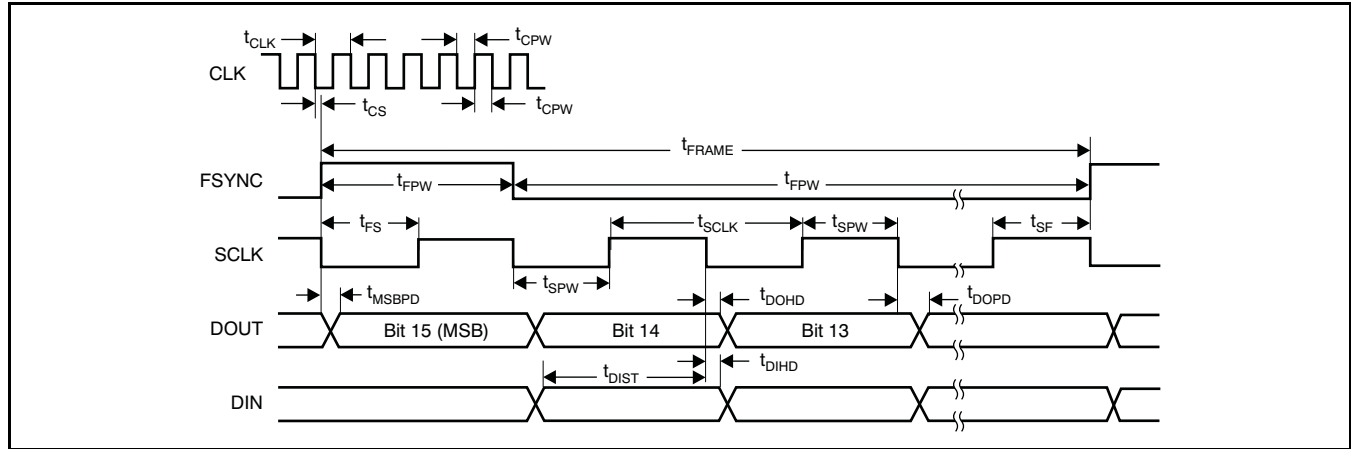 tCLK tCPW
CLK
tCS tCPW
tFRAME
FSYNC tFPW tFPW
tFS tSCLK tSPW tSF
SCLK
tSPW
tMSBPD tDOHD tDOPD
DOUT Bit 15 (MSB) Bit 14 Bit 13
tDIST tDIHD
DIN